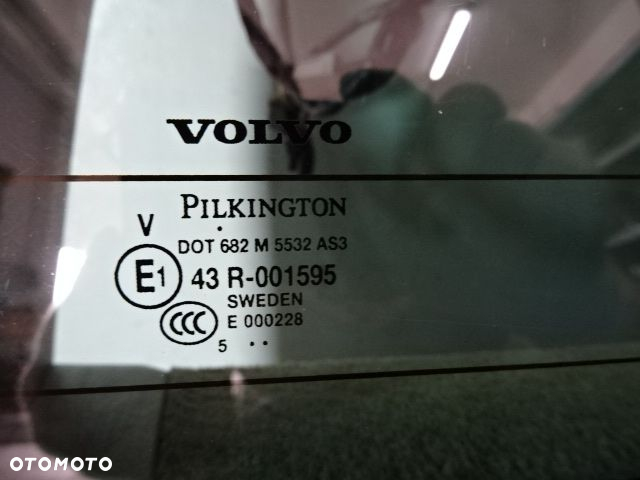 VOLVO
PILKINGTON
V
DOT 682 M 5532 AS3
E1 43 R-001595
SWEDEN
CCC E 000228
5 ..
OTOMOTO